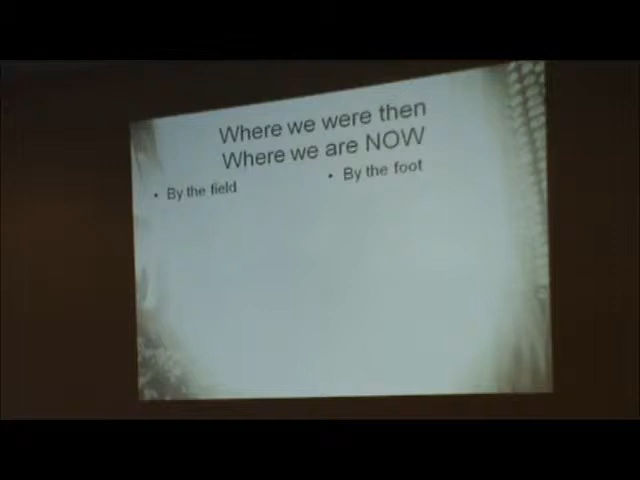 Where we were then
Where we are NOW
• By the field
• By the foot